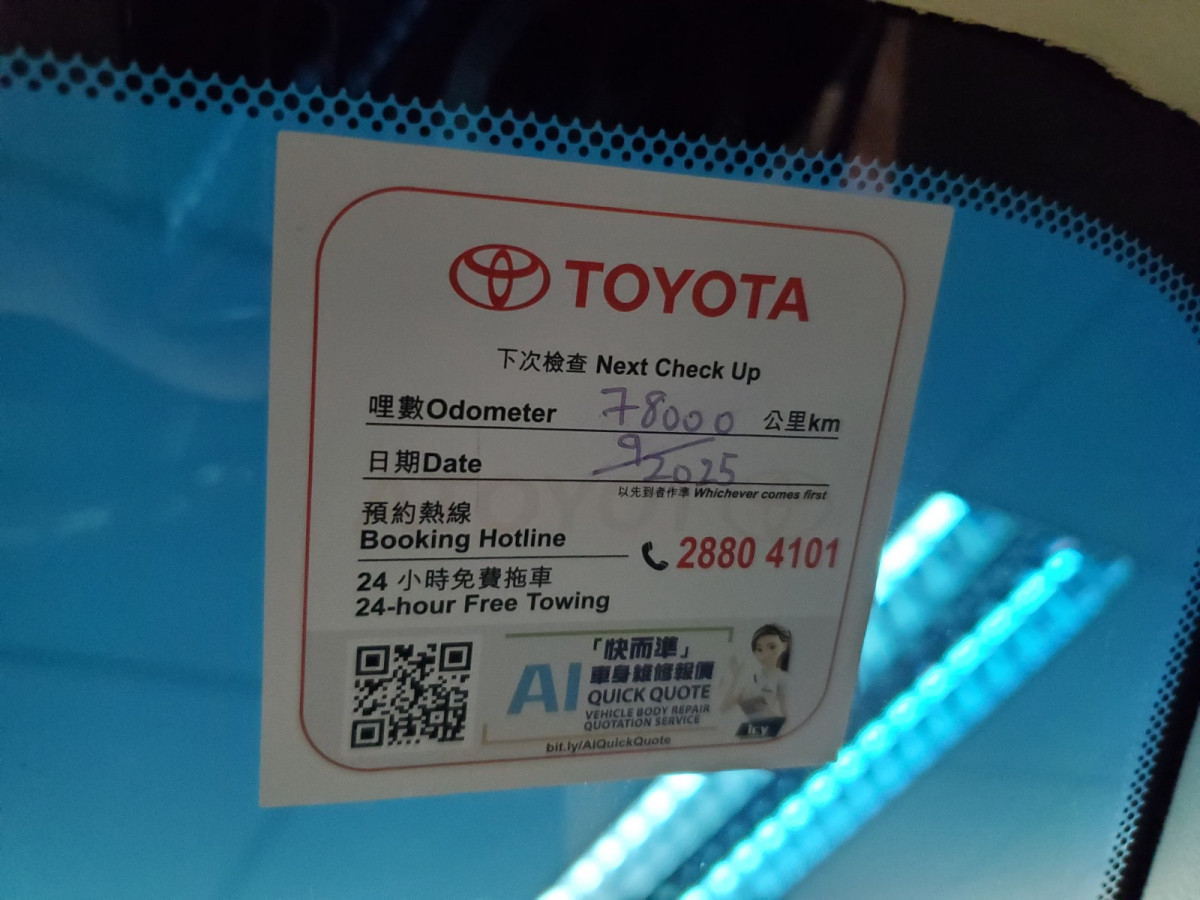 TOYOTA
下次檢查 Next Check Up
哩數Odometer 78000 公里km
日期Date 9/2025
以先到者作準 Whichever comes first
預約熱線
Booking Hotline
2880 4101
24 小時免費拖車
24-hour Free Towing
「快而準」
AI 車身維修報價
QUICK QUOTE
VEHICLE BODY REPAIR
QUOTATION SERVICE
icy
bit.ly/AIQuickQuote